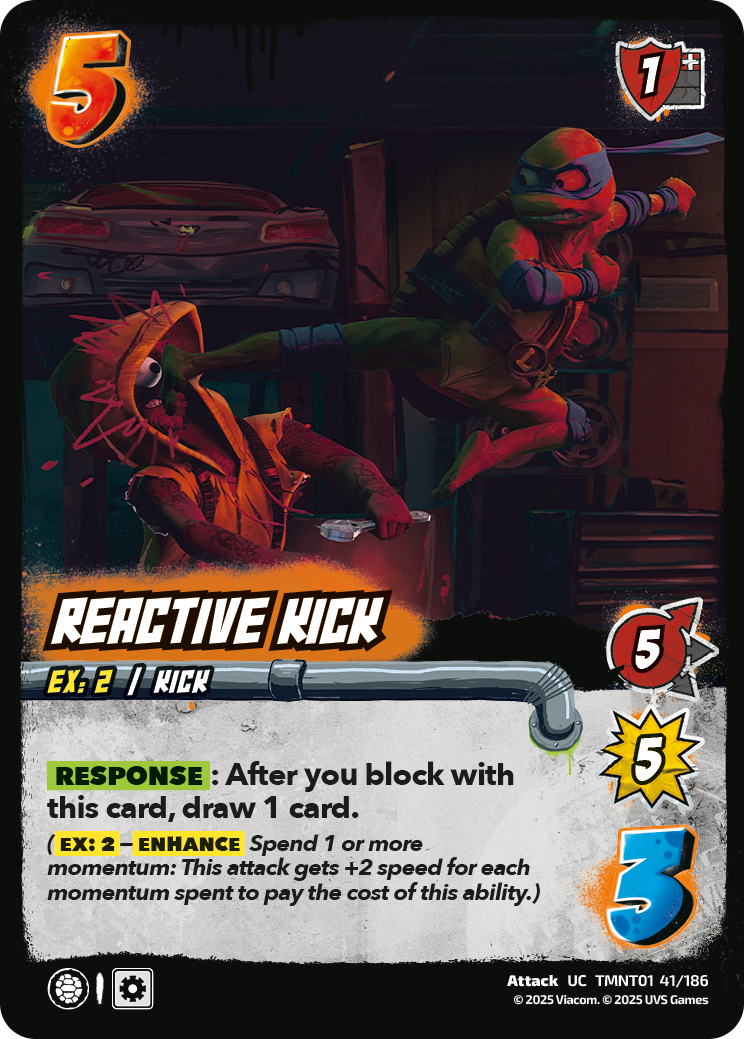 5
1
REACTIVE KICK
5
EX: 2 / KICK
5
RESPONSE : After you block with
this card, draw 1 card.
( EX: 2 – ENHANCE Spend 1 or more
momentum: This attack gets +2 speed for each
momentum spent to pay the cost of this ability.)
3
Attack UC TMNT01 41/186
© 2025 Viacom. © 2025 UVS Games